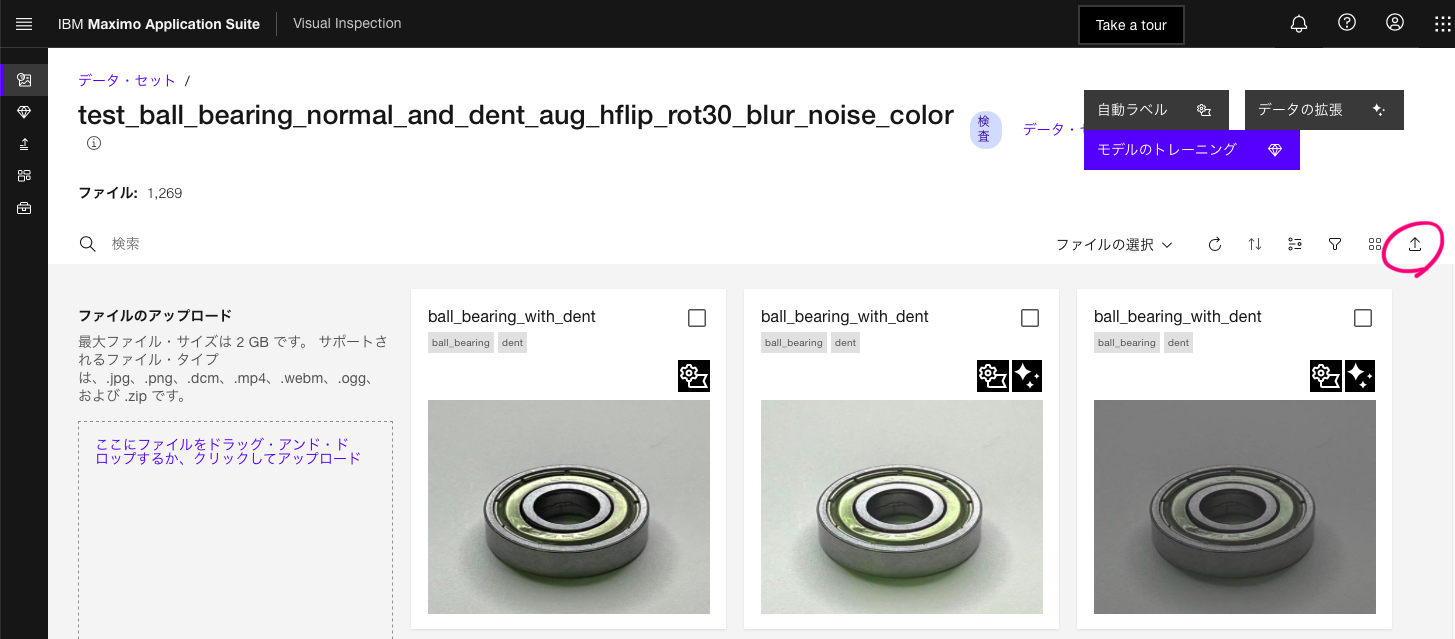 IBM Maximo Application Suite
Visual Inspection
Take a tour
データ・セット /
test_ball_bearing_normal_and_dent_aug_hflip_rot30_blur_noise_color
検
査
データ・
自動ラベル
データの拡張
モデルのトレーニング
ファイル: 1,269
検索
ファイルの選択
ファイルのアップロード
最大ファイル・サイズは 2 GB です。 サポートさ
れるファイル・タイプ
は、.jpg、.png、.dcm、.mp4、.webm、.ogg、
および .zip です。
ここにファイルをドラッグ・アンド・ド
ロップするか、クリックしてアップロード
ball_bearing_with_dent
ball_bearing
dent
ball_bearing_with_dent
ball_bearing
dent
ball_bearing_with_dent
ball_bearing
dent